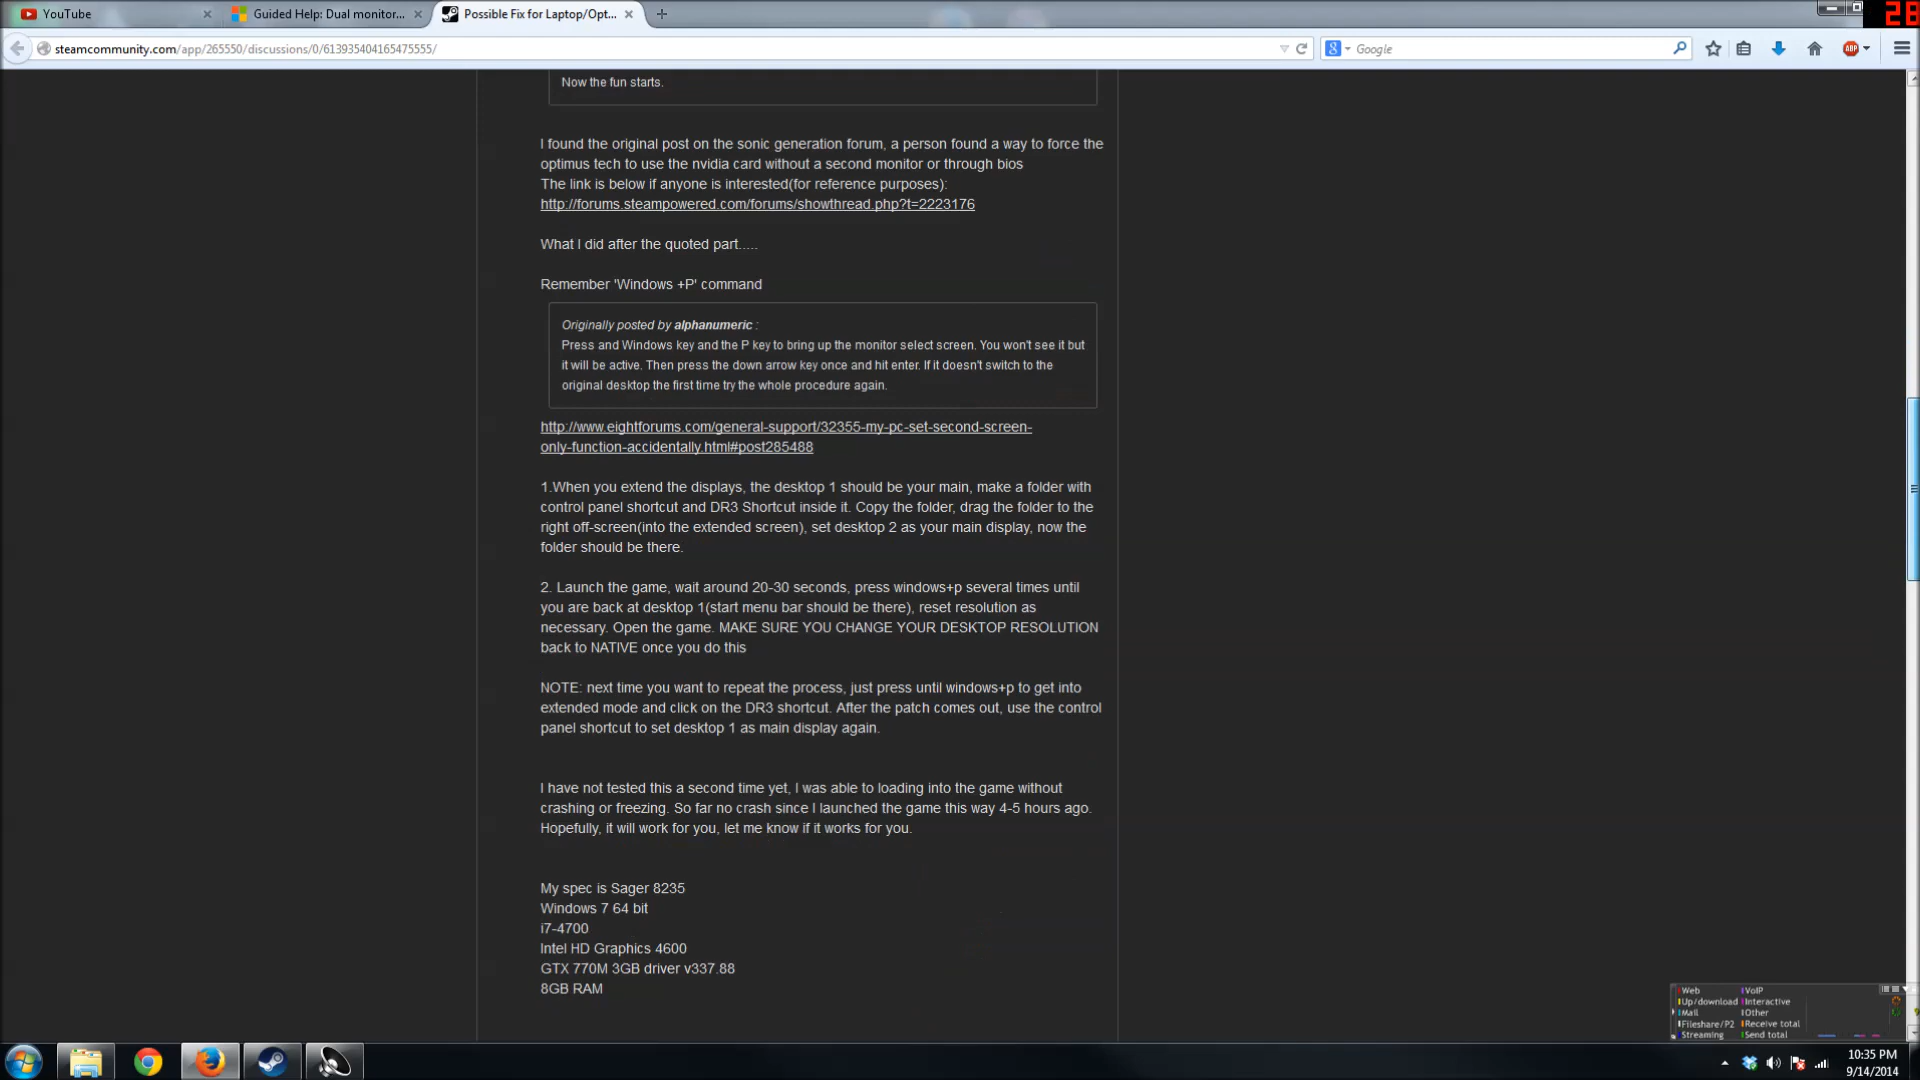 YouTube
Guided Help: Dual monitor...
Possible Fix for Laptop/Opt...
28
steamcommunity.com/app/265550/discussions/0/613935404165475555/
Google
ABP
Now the fun starts.
I found the original post on the sonic generation forum, a person found a way to force the
optimus tech to use the nvidia card without a second monitor or through bios
The link is below if anyone is interested(for reference purposes):
http://forums.steampowered.com/forums/showthread.php?t=2223176
What I did after the quoted part.....
Remember 'Windows +P' command
Originally posted by alphanumeric :
Press and Windows key and the P key to bring up the monitor select screen. You won't see it but
it will be active. Then press the down arrow key once and hit enter. If it doesn't switch to the
original desktop the first time try the whole procedure again.
http://www.eightforums.com/general-support/32355-my-pc-set-second-screen-
only-function-accidentally.html#post285488
1.When you extend the displays, the desktop 1 should be your main, make a folder with
control panel shortcut and DR3 Shortcut inside it. Copy the folder, drag the folder to the
right off-screen(into the extended screen), set desktop 2 as your main display, now the
folder should be there.
2. Launch the game, wait around 20-30 seconds, press windows+p several times until
you are back at desktop 1(start menu bar should be there), reset resolution as
necessary. Open the game. MAKE SURE YOU CHANGE YOUR DESKTOP RESOLUTION
back to NATIVE once you do this
NOTE: next time you want to repeat the process, just press until windows+p to get into
extended mode and click on the DR3 shortcut. After the patch comes out, use the control
panel shortcut to set desktop 1 as main display again.
I have not tested this a second time yet, I was able to loading into the game without
crashing or freezing. So far no crash since I launched the game this way 4-5 hours ago.
Hopefully, it will work for you, let me know if it works for you.
My spec is Sager 8235
Windows 7 64 bit
i7-4700
Intel HD Graphics 4600
GTX 770M 3GB driver v337.88
8GB RAM
Web VoIP
Up/download Interactive
Mail Other
Fileshare/P2 Receive total
Streaming Send total
10:35 PM
9/14/2014